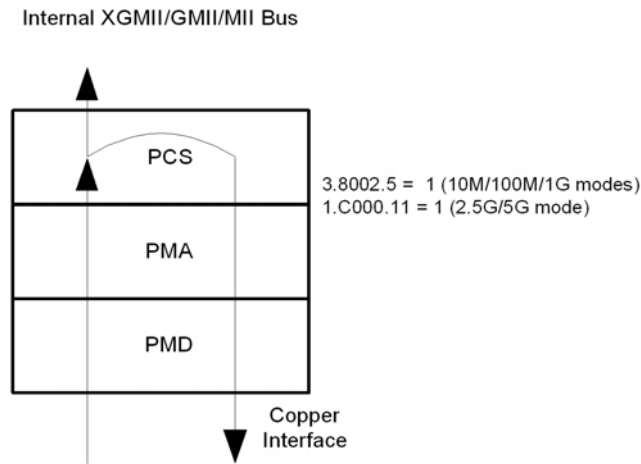 Internal XGMII/GMII/MII Bus
PCS
3.8002.5 = 1 (10M/100M/1G modes)
1.C000.11 = 1 (2.5G/5G mode)
PMA
PMD
Copper
Interface